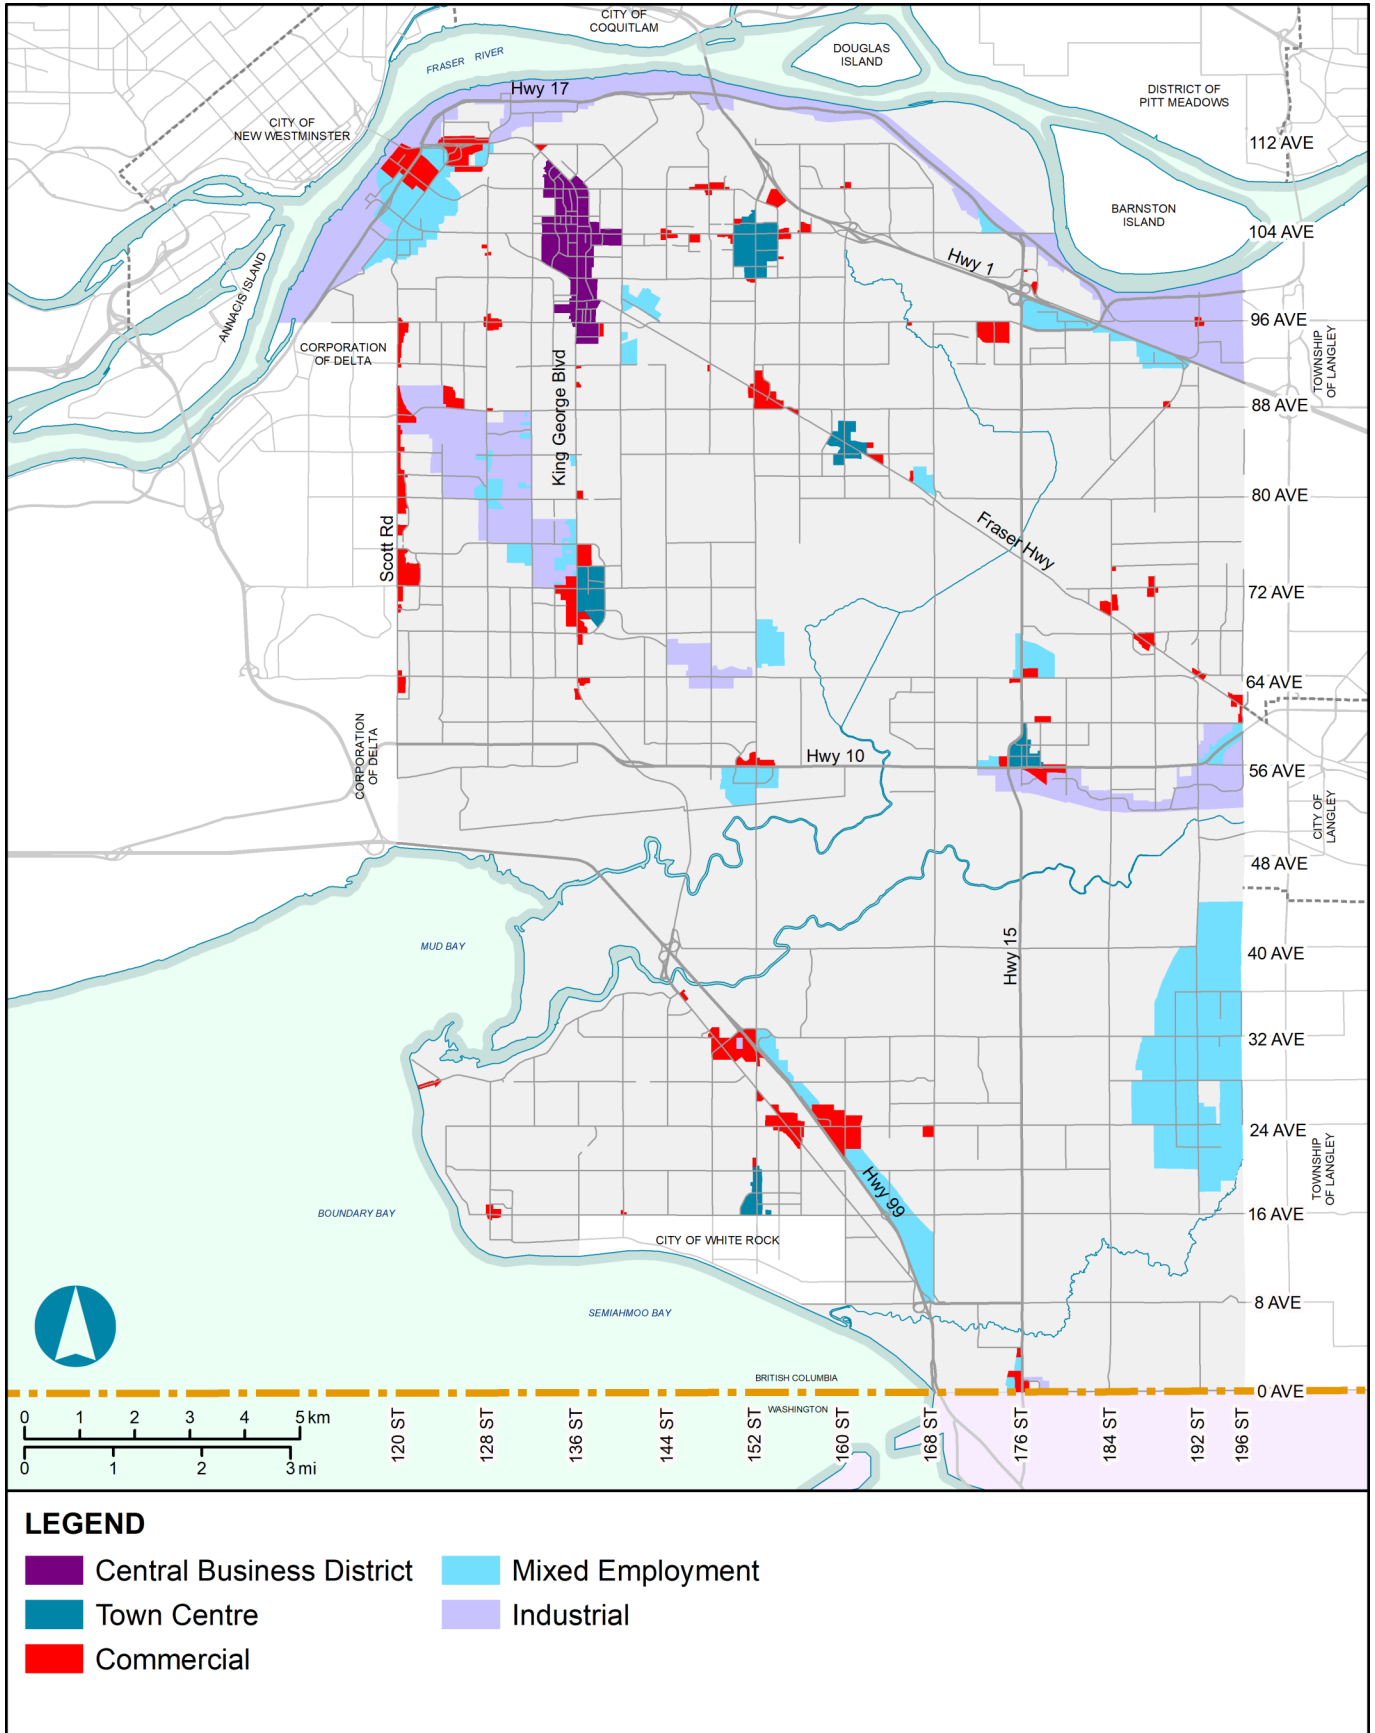 CITY OF
COQUITLAM
FRASER RIVER
DOUGLAS
ISLAND
Hwy 17
DISTRICT OF
PITT MEADOWS
CITY OF
NEW WESTMINSTER
112 AVE
BARNSTON
ISLAND
104 AVE
Hwy 1
ANNACIS ISLAND
96 AVE
CORPORATION
OF DELTA
TOWNSHIP
OF LANGLEY
King George Blvd
88 AVE
80 AVE
Scott Rd
Fraser Hwy
72 AVE
64 AVE
CORPORATION
OF DELTA
Hwy 10
56 AVE
CITY OF
LANGLEY
48 AVE
MUD BAY
Hwy 15
40 AVE
32 AVE
24 AVE
TOWNSHIP
OF LANGLEY
Hwy 99
BOUNDARY BAY
16 AVE
CITY OF WHITE ROCK
8 AVE
SEMIAHMOO BAY
BRITISH COLUMBIA
0 AVE
WASHINGTON
0 1 2 3 4 5 km
0 1 2 3 mi
120 ST
128 ST
136 ST
144 ST
152 ST
160 ST
168 ST
176 ST
184 ST
192 ST
196 ST
LEGEND
Central Business District
Mixed Employment
Town Centre
Industrial
Commercial